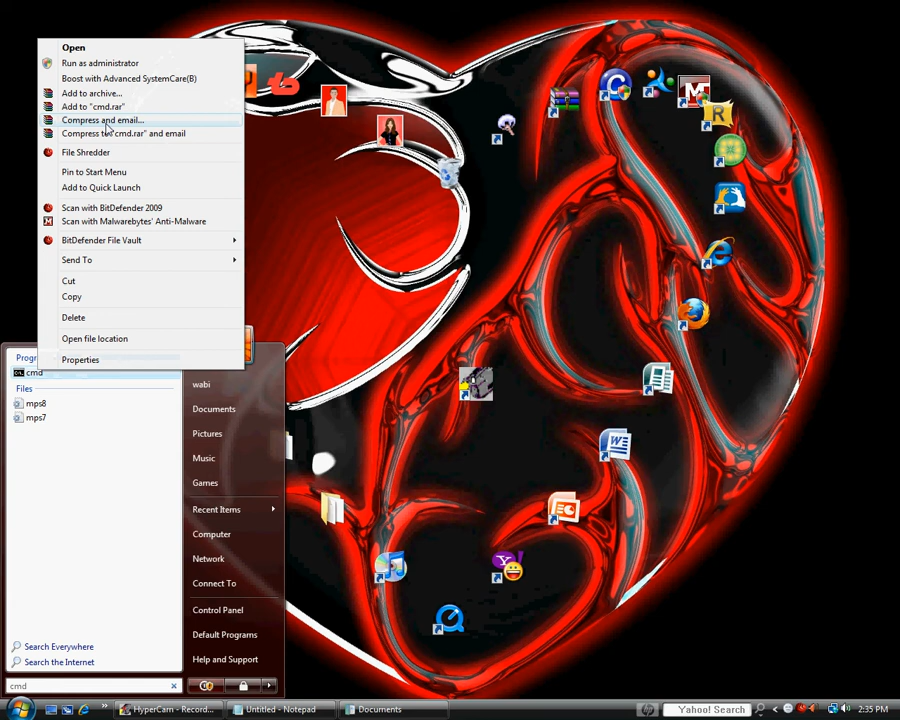 Open
Run as administrator
Boost with Advanced SystemCare(B)
Add to archive...
Add to "cmd.rar"
Compress and email...
Compress to "cmd.rar" and email
File Shredder
Pin to Start Menu
Add to Quick Launch
Scan with BitDefender 2009
Scan with Malwarebytes' Anti-Malware
BitDefender File Vault
Send To
Cut
Copy
Delete
Open file location
Properties
Progr
cmd
Files
mps8
mps7
Search Everywhere
Search the Internet
cmd
wabi
Documents
Pictures
Music
Games
Recent Items
Computer
Network
Connect To
Control Panel
Default Programs
Help and Support
HyperCam - Record...
Untitled - Notepad
Documents
Yahoo! Search
2:35 PM